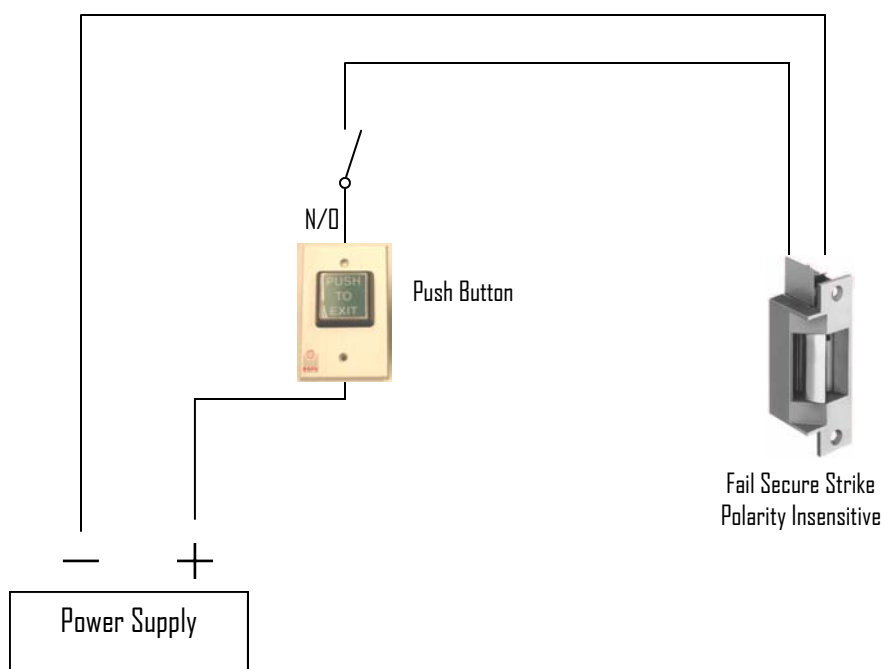 N/O
PUSH
TO
EXIT
Push Button
Fail Secure Strike
Polarity Insensitive
— +
Power Supply